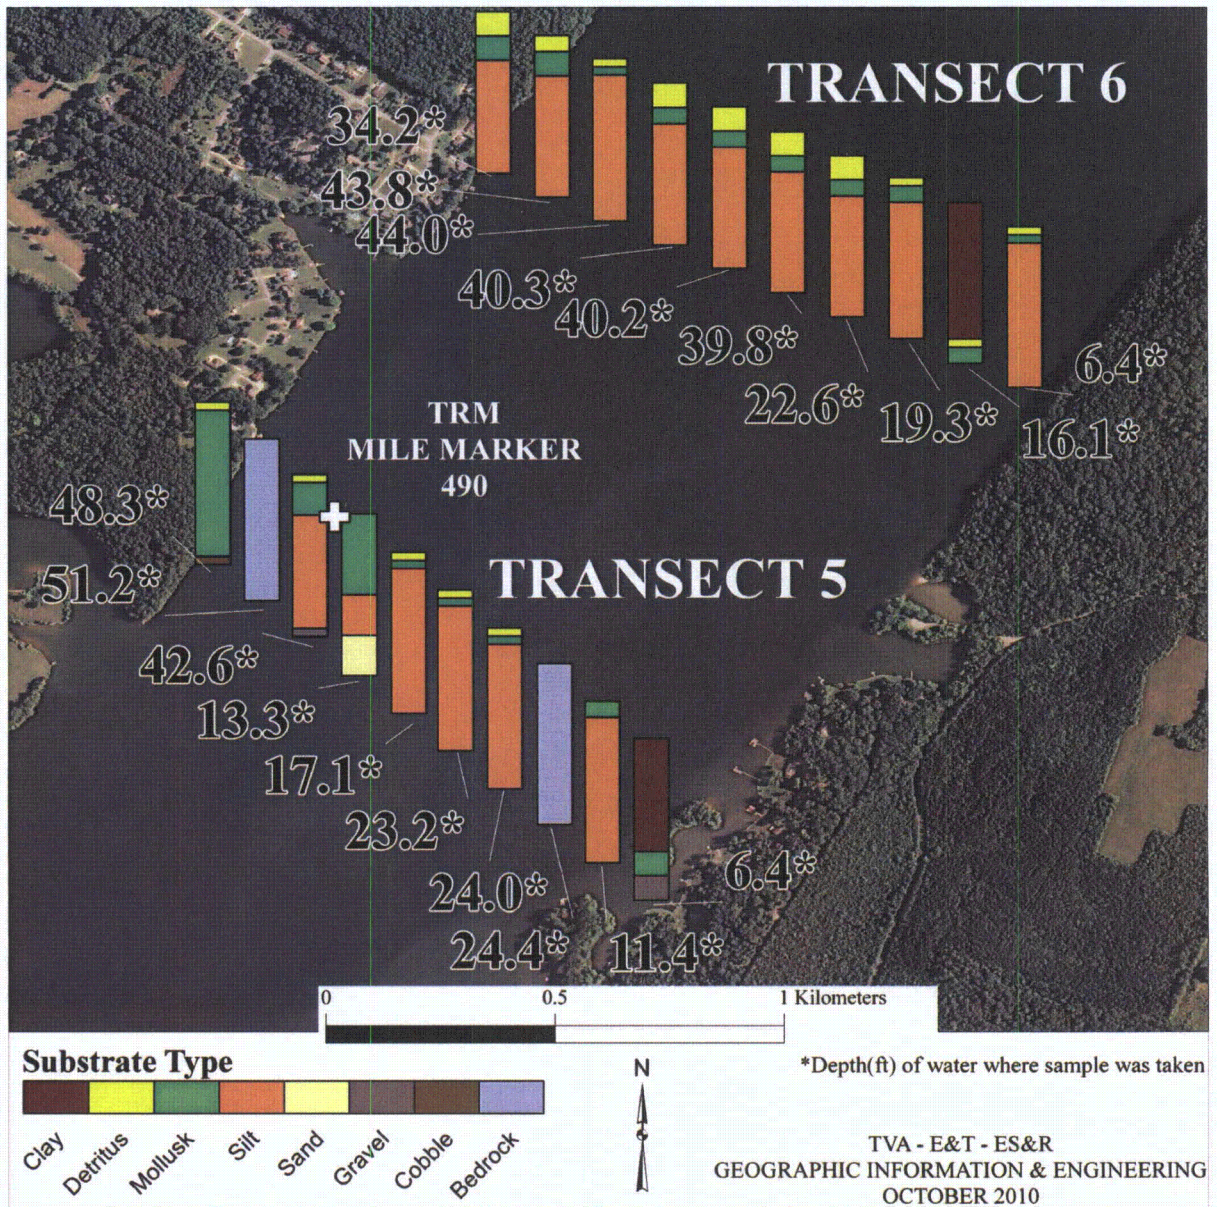 TRANSECT 6
34.2*
43.8*
44.0*
40.3*
40.2*
39.8*
22.6*
19.3*
16.1*
6.4*
TRM
MILE MARKER
490
TRANSECT 5
48.3*
51.2*
42.6*
13.3*
17.1*
23.2*
24.0*
24.4*
11.4*
6.4*
0 0.5 1 Kilometers
Substrate Type
Clay
Detritus
Mollusk
Silt
Sand
Gravel
Cobble
Bedrock
N
*Depth(ft) of water where sample was taken
TVA - E&T - ES&R
GEOGRAPHIC INFORMATION & ENGINEERING
OCTOBER 2010